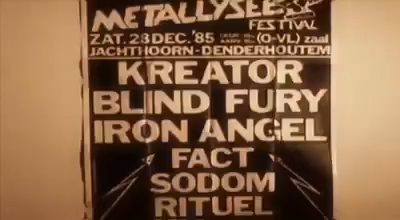 METALLYSEE
FESTIVAL
ZAT. 28 DEC. '85 (O-VL) zaal
JACHTHOORN-DENDERHOUTEM
KREATOR
BLIND FURY
IRON ANGEL
FACT
SODOM
RITUEL